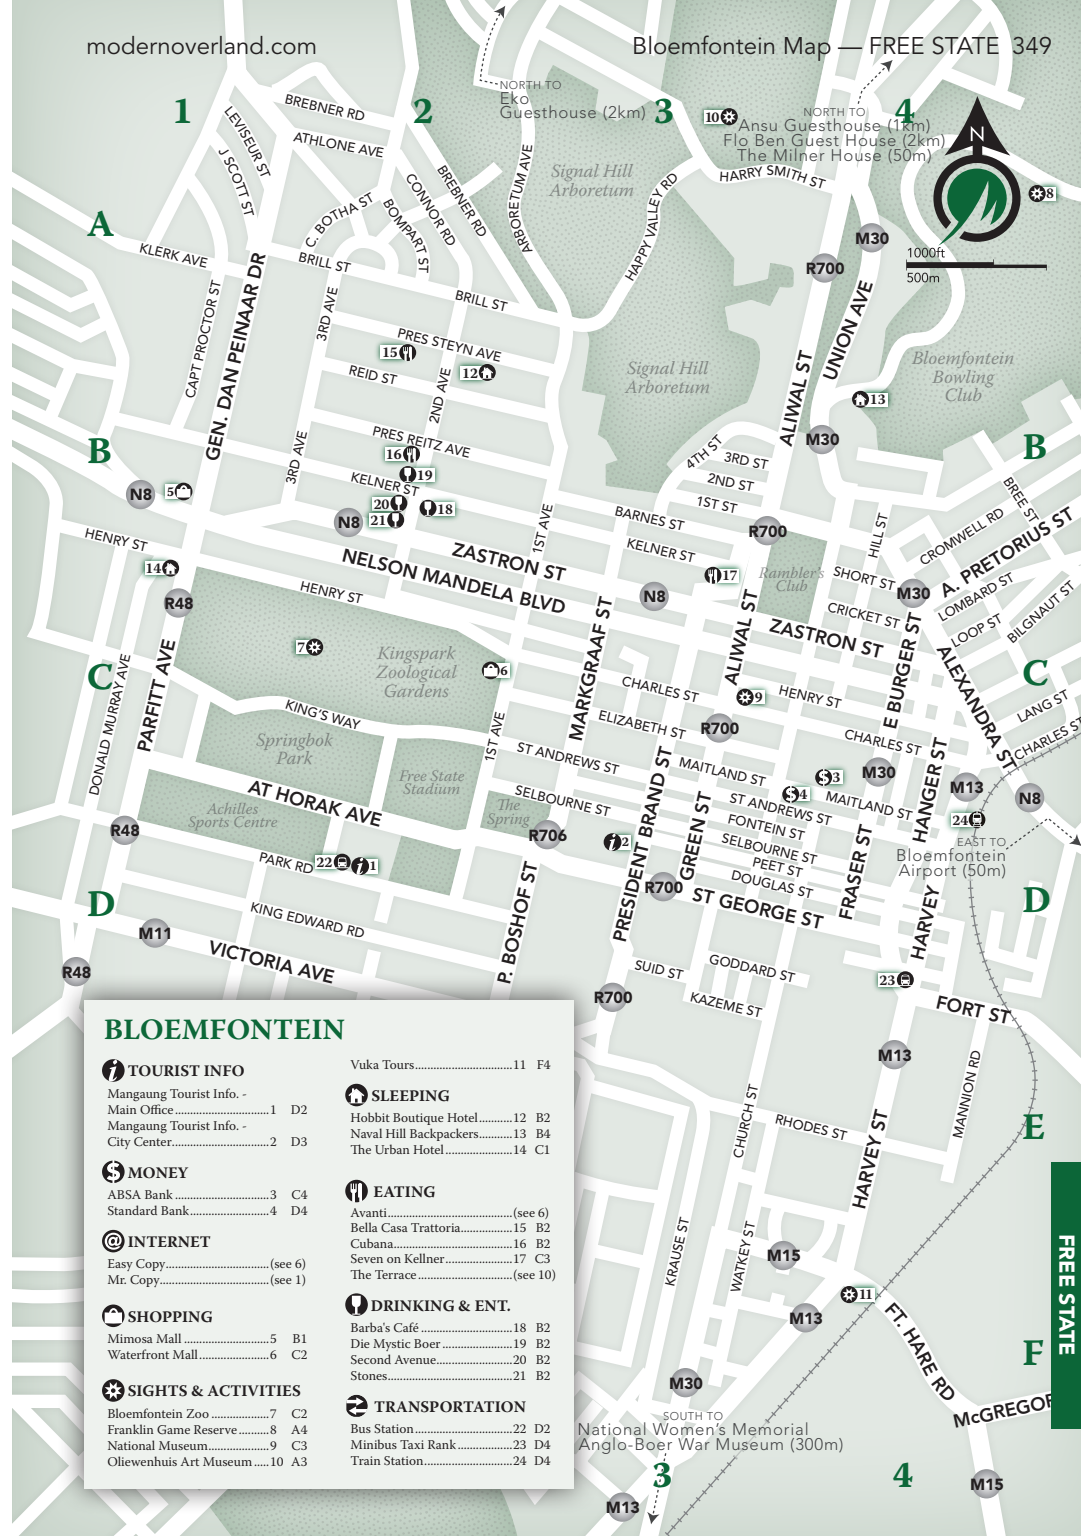 modernoverland.com
Bloemfontein Map — FREE STATE 349
1
2
3
4
NORTH TO
Eko
Guesthouse (2km)
NORTH TO
Ansu Guesthouse (1km)
Flo Ben Guest House (2km)
The Milner House (50m)
10
N
8
1000ft
500m
BREBNER RD
LEVISEUR ST
ATHLONE AVE
J SCOTT ST
CONNOR RD
BREBNER RD
ARBORETUM AVE
Signal Hill
Arboretum
HARRY SMITH ST
HAPPY VALLEY RD
C. BOTHA ST
BOMPART ST
A
KLERK AVE
BRILL ST
M30
R700
GEN. DAN PEINAAR DR
CAPT PROCTOR ST
3RD AVE
BRILL ST
UNION AVE
PRES STEYN AVE
15
12
REID ST
2ND AVE
Signal Hill
Arboretum
ALIWAL ST
Bloemfontein
Bowling
Club
13
M30
B
B
PRES REITZ AVE
16
3RD AVE
19
KELNER ST
20
18
21
4TH ST
3RD ST
2ND ST
1ST ST
BREE ST
N8
5
N8
1ST AVE
BARNES ST
R700
HILL ST
CROMWELL RD
A. PRETORIUS ST
HENRY ST
14
ZASTRON ST
NELSON MANDELA BLVD
KELNER ST
17
Rambler's
Club
SHORT ST
M30
LOMBARD ST
R48
HENRY ST
N8
CRICKET ST
LOOP ST
BILGNAUT ST
ZASTRON ST
7
Kingspark
Zoological
Gardens
6
MARKGRAAF ST
ALIWAL ST
E BURGER ST
ALEXANDRA ST
C
C
DONALD MURRAY AVE
PARFITT AVE
CHARLES ST
9
HENRY ST
LANG ST
KING'S WAY
ELIZABETH ST
R700
CHARLES ST
CHARLES ST
Springbok
Park
1ST AVE
ST ANDREWS ST
MAITLAND ST
3
M30
M13
Free State
Stadium
4
MAITLAND ST
N8
AT HORAK AVE
SELBOURNE ST
ST ANDREWS ST
HANGER ST
Achilles
Sports Centre
The
Spring
FONTEIN ST
24
R48
R706
2
PRESIDENT BRAND ST
GREEN ST
SELBOURNE ST
EAST TO
Bloemfontein
Airport (50m)
PARK RD
22
1
PEET ST
FRASER ST
R700
DOUGLAS ST
D
D
KING EDWARD RD
ST GEORGE ST
HARVEY
M11
VICTORIA AVE
P. BOSHOF ST
SUID ST
GODDARD ST
R48
23
R700
KAZEME ST
FORT ST
M13
MANNION RD
CHURCH ST
RHODES ST
E
HARVEY ST
KRAUSE ST
WATKEY ST
M15
11
M13
FT. HARE RD
F
M30
McGREGOR
SOUTH TO
National Women's Memorial
Anglo-Boer War Museum (300m)
3
4
M13
M15
FREE STATE
BLOEMFONTEIN
TOURIST INFO
Mangaung Tourist Info. -
Main Office 1 D2
Mangaung Tourist Info. -
City Center 2 D3
MONEY
ABSA Bank 3 C4
Standard Bank 4 D4
INTERNET
Easy Copy (see 6)
Mr. Copy (see 1)
SHOPPING
Mimosa Mall 5 B1
Waterfront Mall 6 C2
SIGHTS & ACTIVITIES
Bloemfontein Zoo 7 C2
Franklin Game Reserve 8 A4
National Museum 9 C3
Oliewenhuis Art Museum 10 A3
Vuka Tours 11 F4
SLEEPING
Hobbit Boutique Hotel 12 B2
Naval Hill Backpackers 13 B4
The Urban Hotel 14 C1
EATING
Avanti (see 6)
Bella Casa Trattoria 15 B2
Cubana 16 B2
Seven on Kellner 17 C3
The Terrace (see 10)
DRINKING & ENT.
Barba's Café 18 B2
Die Mystic Boer 19 B2
Second Avenue 20 B2
Stones 21 B2
TRANSPORTATION
Bus Station 22 D2
Minibus Taxi Rank 23 D4
Train Station 24 D4